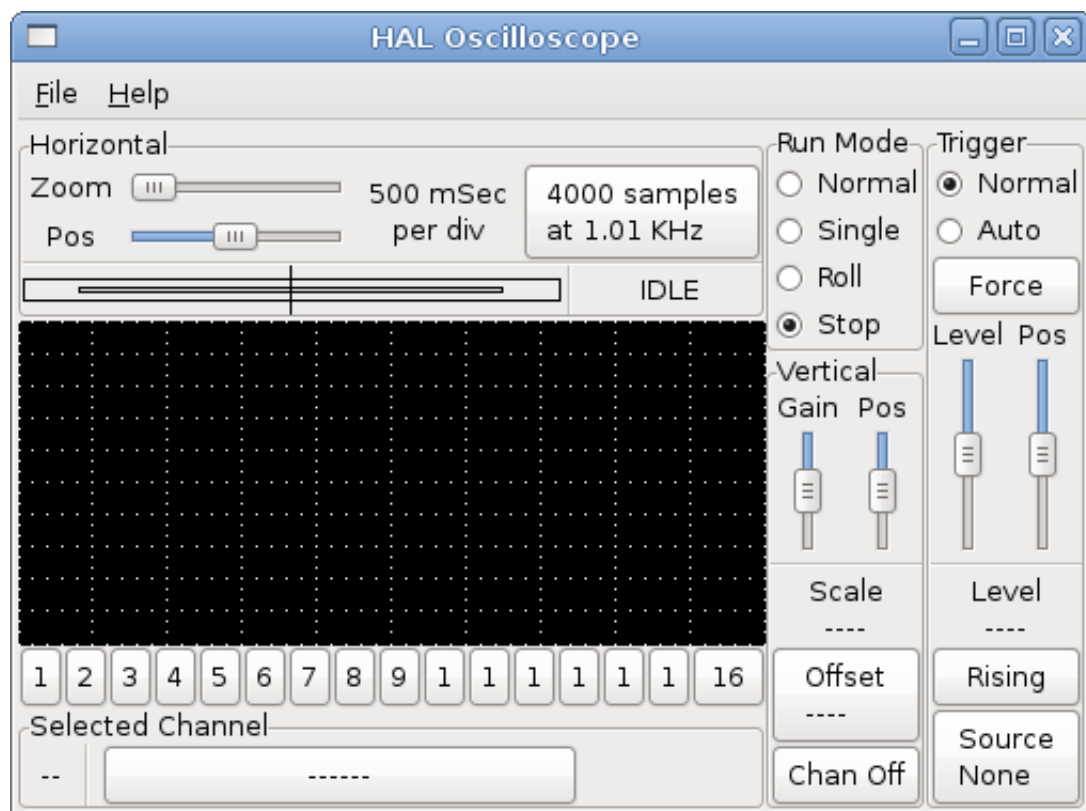 HAL Oscilloscope
File Help
Horizontal
Zoom
Pos
500 mSec
per div
4000 samples
at 1.01 KHz
IDLE
Run Mode
Normal
Single
Roll
Stop
Trigger
Normal
Auto
Force
Level Pos
Vertical
Gain Pos
Scale
----
Level
----
1 2 3 4 5 6 7 8 9 1 1 1 1 1 1 16
Offset
----
Rising
Selected Channel
-- ------
Chan Off
Source
None